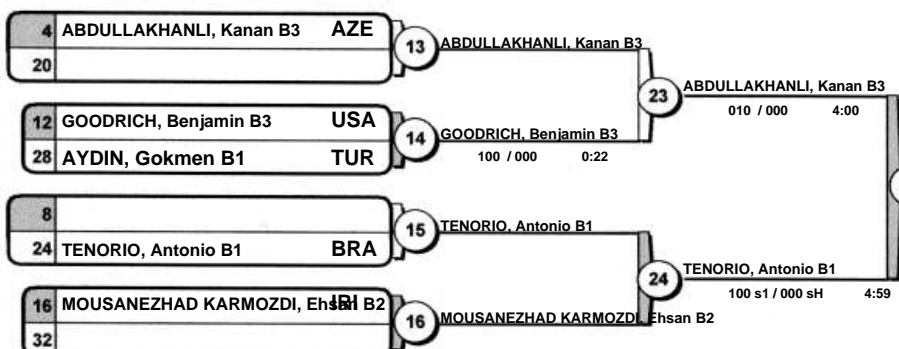 4 ABDULLAKHANLI, Kanan B3 AZE
20
13 ABDULLAKHANLI, Kanan B3
12 GOODRICH, Benjamin B3 USA
28 AYDIN, Gokmen B1 TUR
14 GOODRICH, Benjamin B3
100 / 000 0:22
23 ABDULLAKHANLI, Kanan B3
010 / 000 4:00
8
24 TENORIO, Antonio B1 BRA
15 TENORIO, Antonio B1
16 MOUSANEZHAD KARMOZDI, Ehsan B2 IRI
32
16 MOUSANEZHAD KARMOZDI, Ehsan B2
24 TENORIO, Antonio B1
100 s1 / 000 sH 4:59